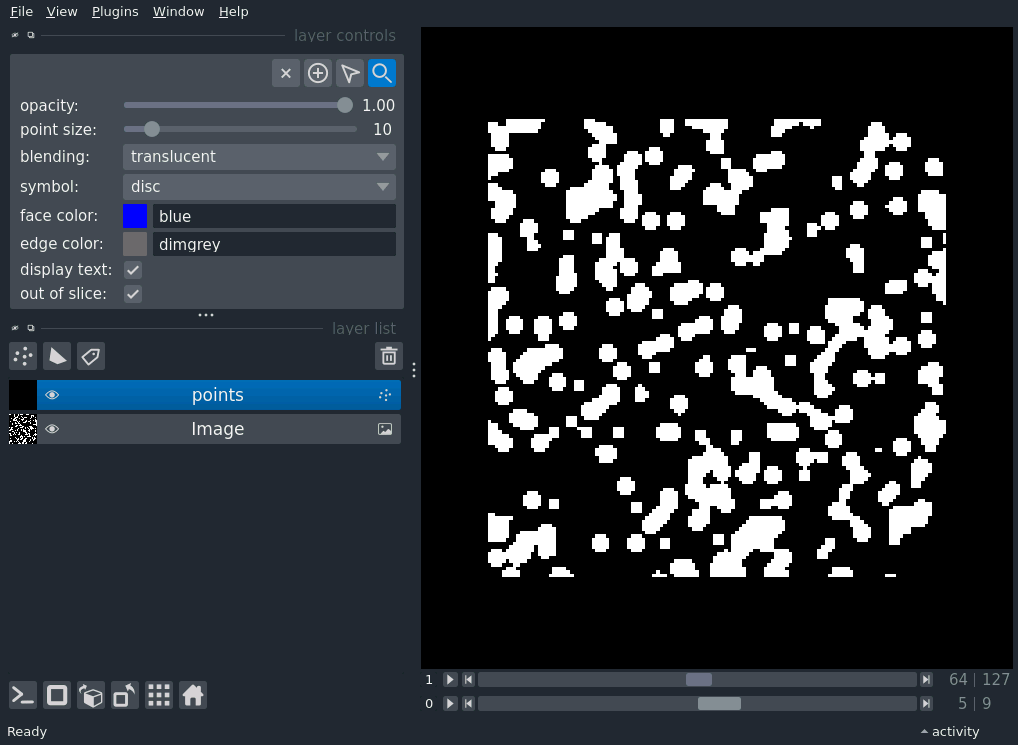 File View Plugins Window Help
layer controls
opacity: 1.00
point size: 10
blending: translucent
symbol: disc
face color: blue
edge color: dimgrey
display text:
out of slice:
layer list
points
Image
1 64 | 127
0 5 | 9
Ready activity